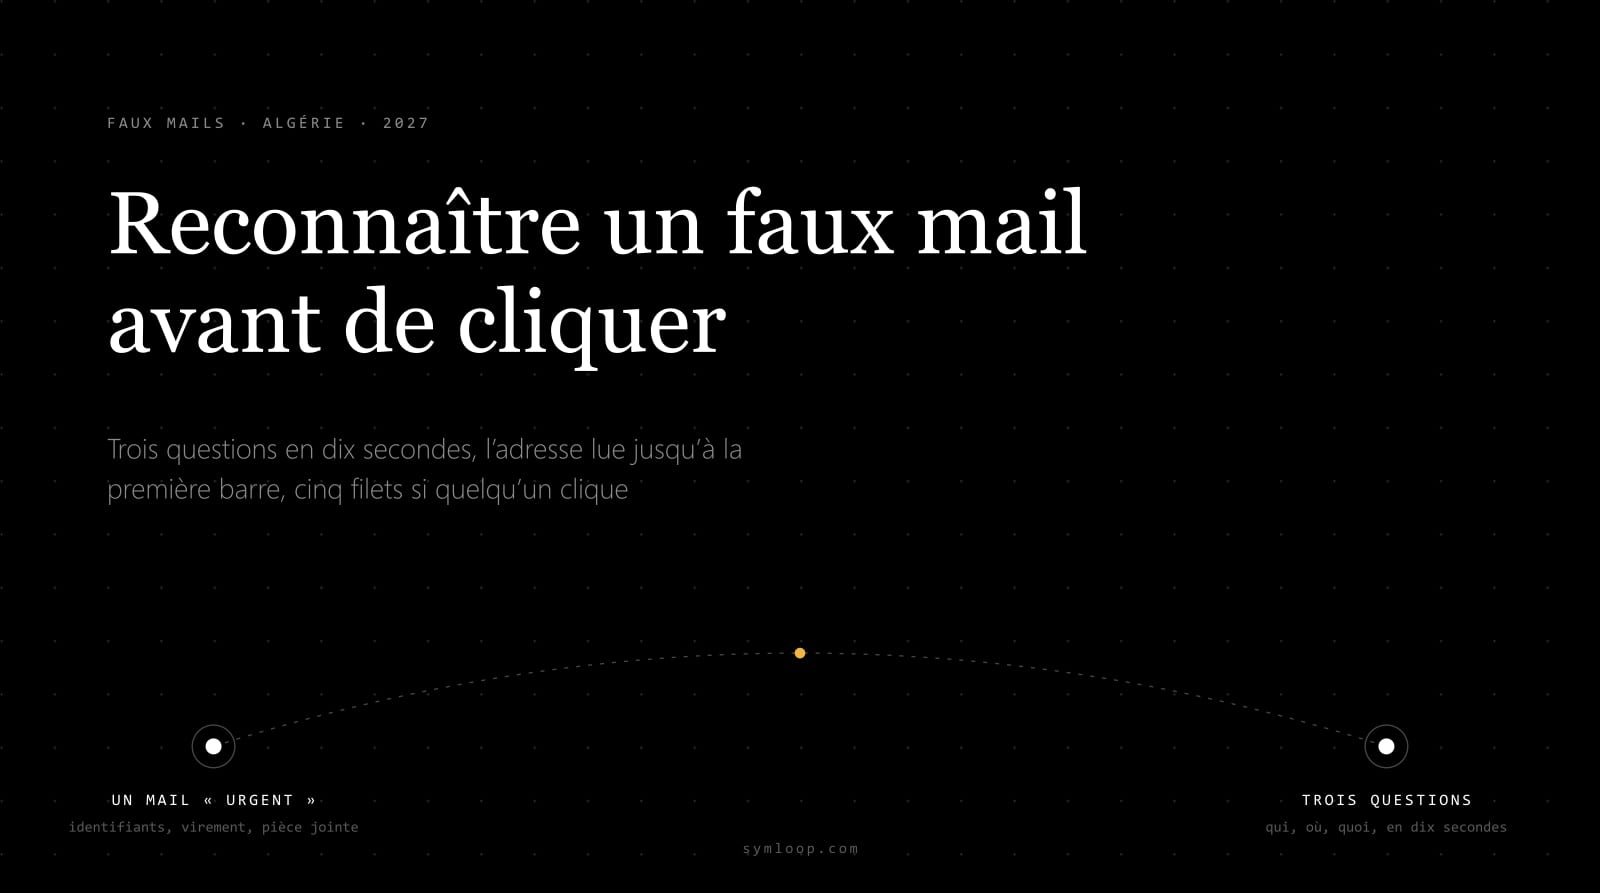 FAUX MAILS · ALGÉRIE · 2027
Reconnaître un faux mail
avant de cliquer
Trois questions en dix secondes, l’adresse lue jusqu’à la
première barre, cinq filets si quelqu’un clique
UN MAIL « URGENT »
identifiants, virement, pièce jointe
TROIS QUESTIONS
qui, où, quoi, en dix secondes
symloop.com